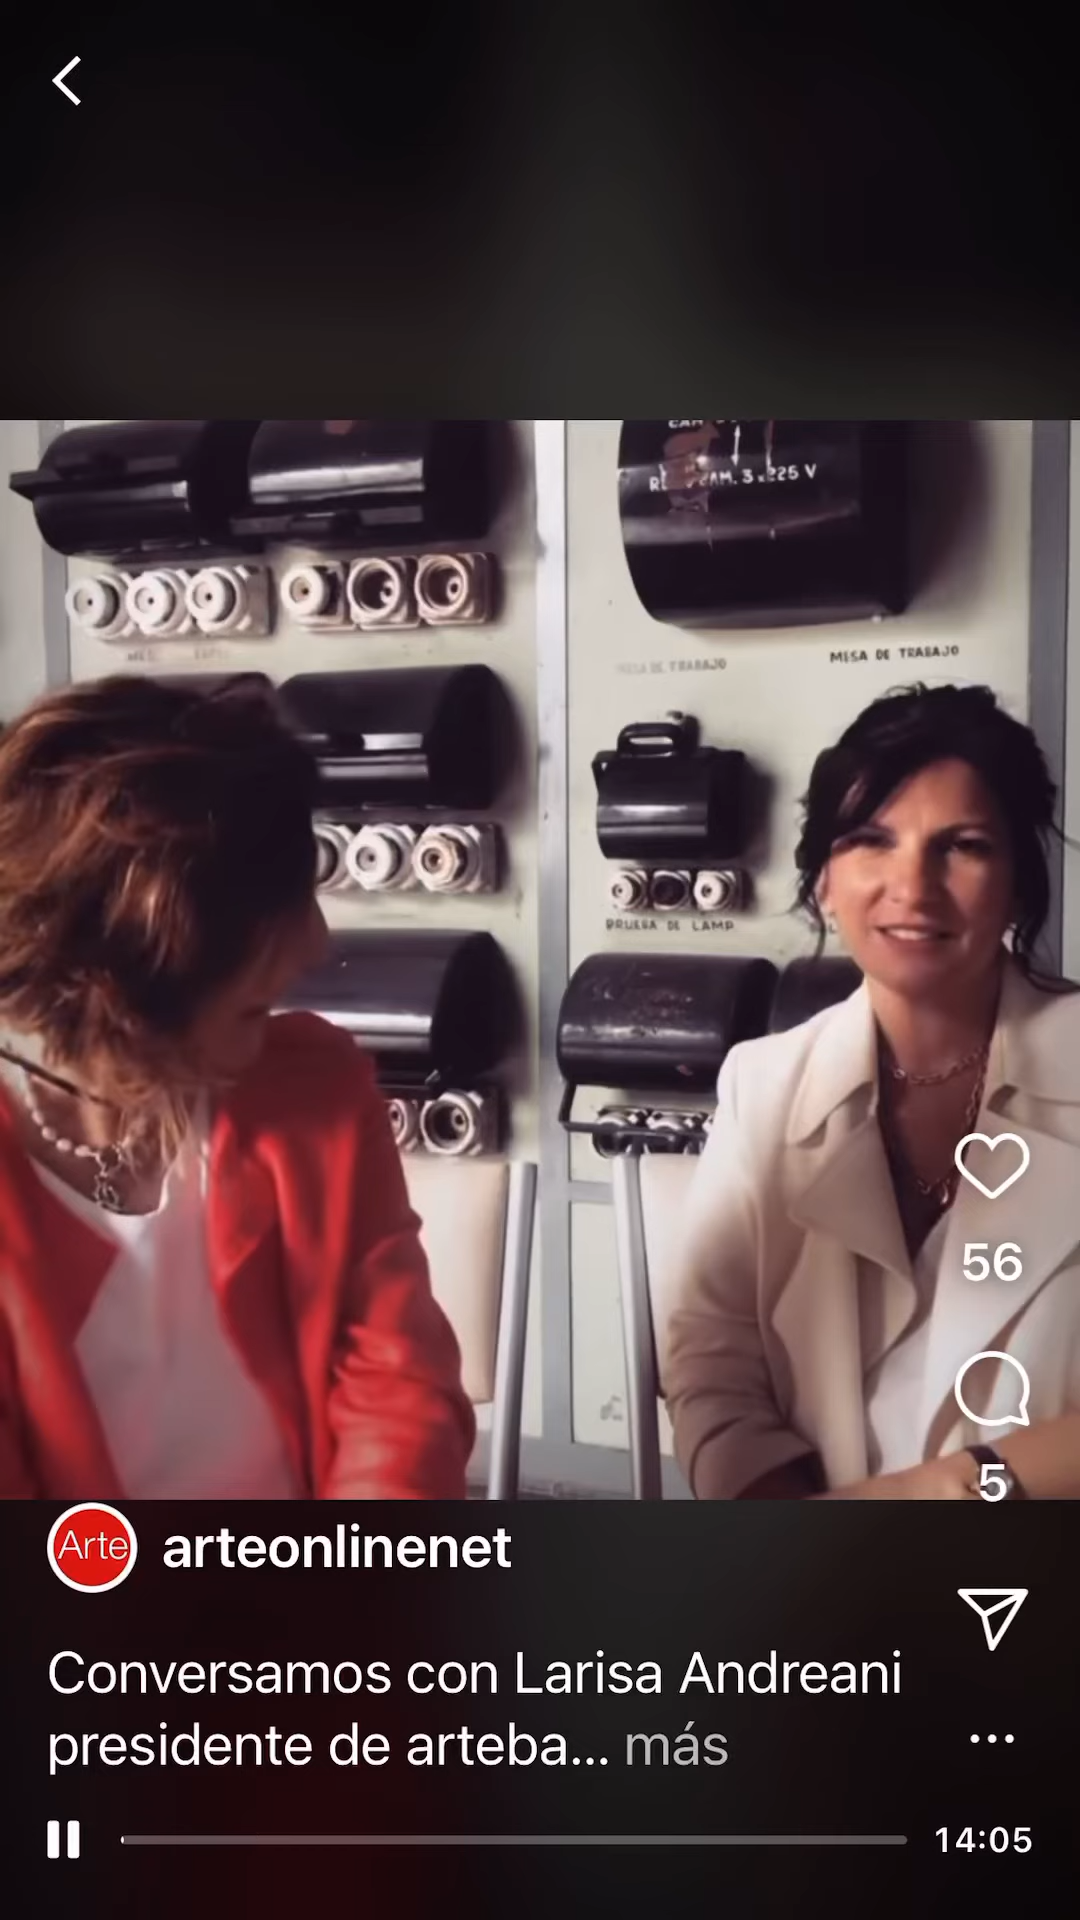 3 x 225 V
MESA DE TRABAJO
MESA DE TRABAJO
PRUEBA DE LAMP.
56
5
Arte
arteonlinenet
Conversamos con Larisa Andreani
presidente de arteba... más
14:05